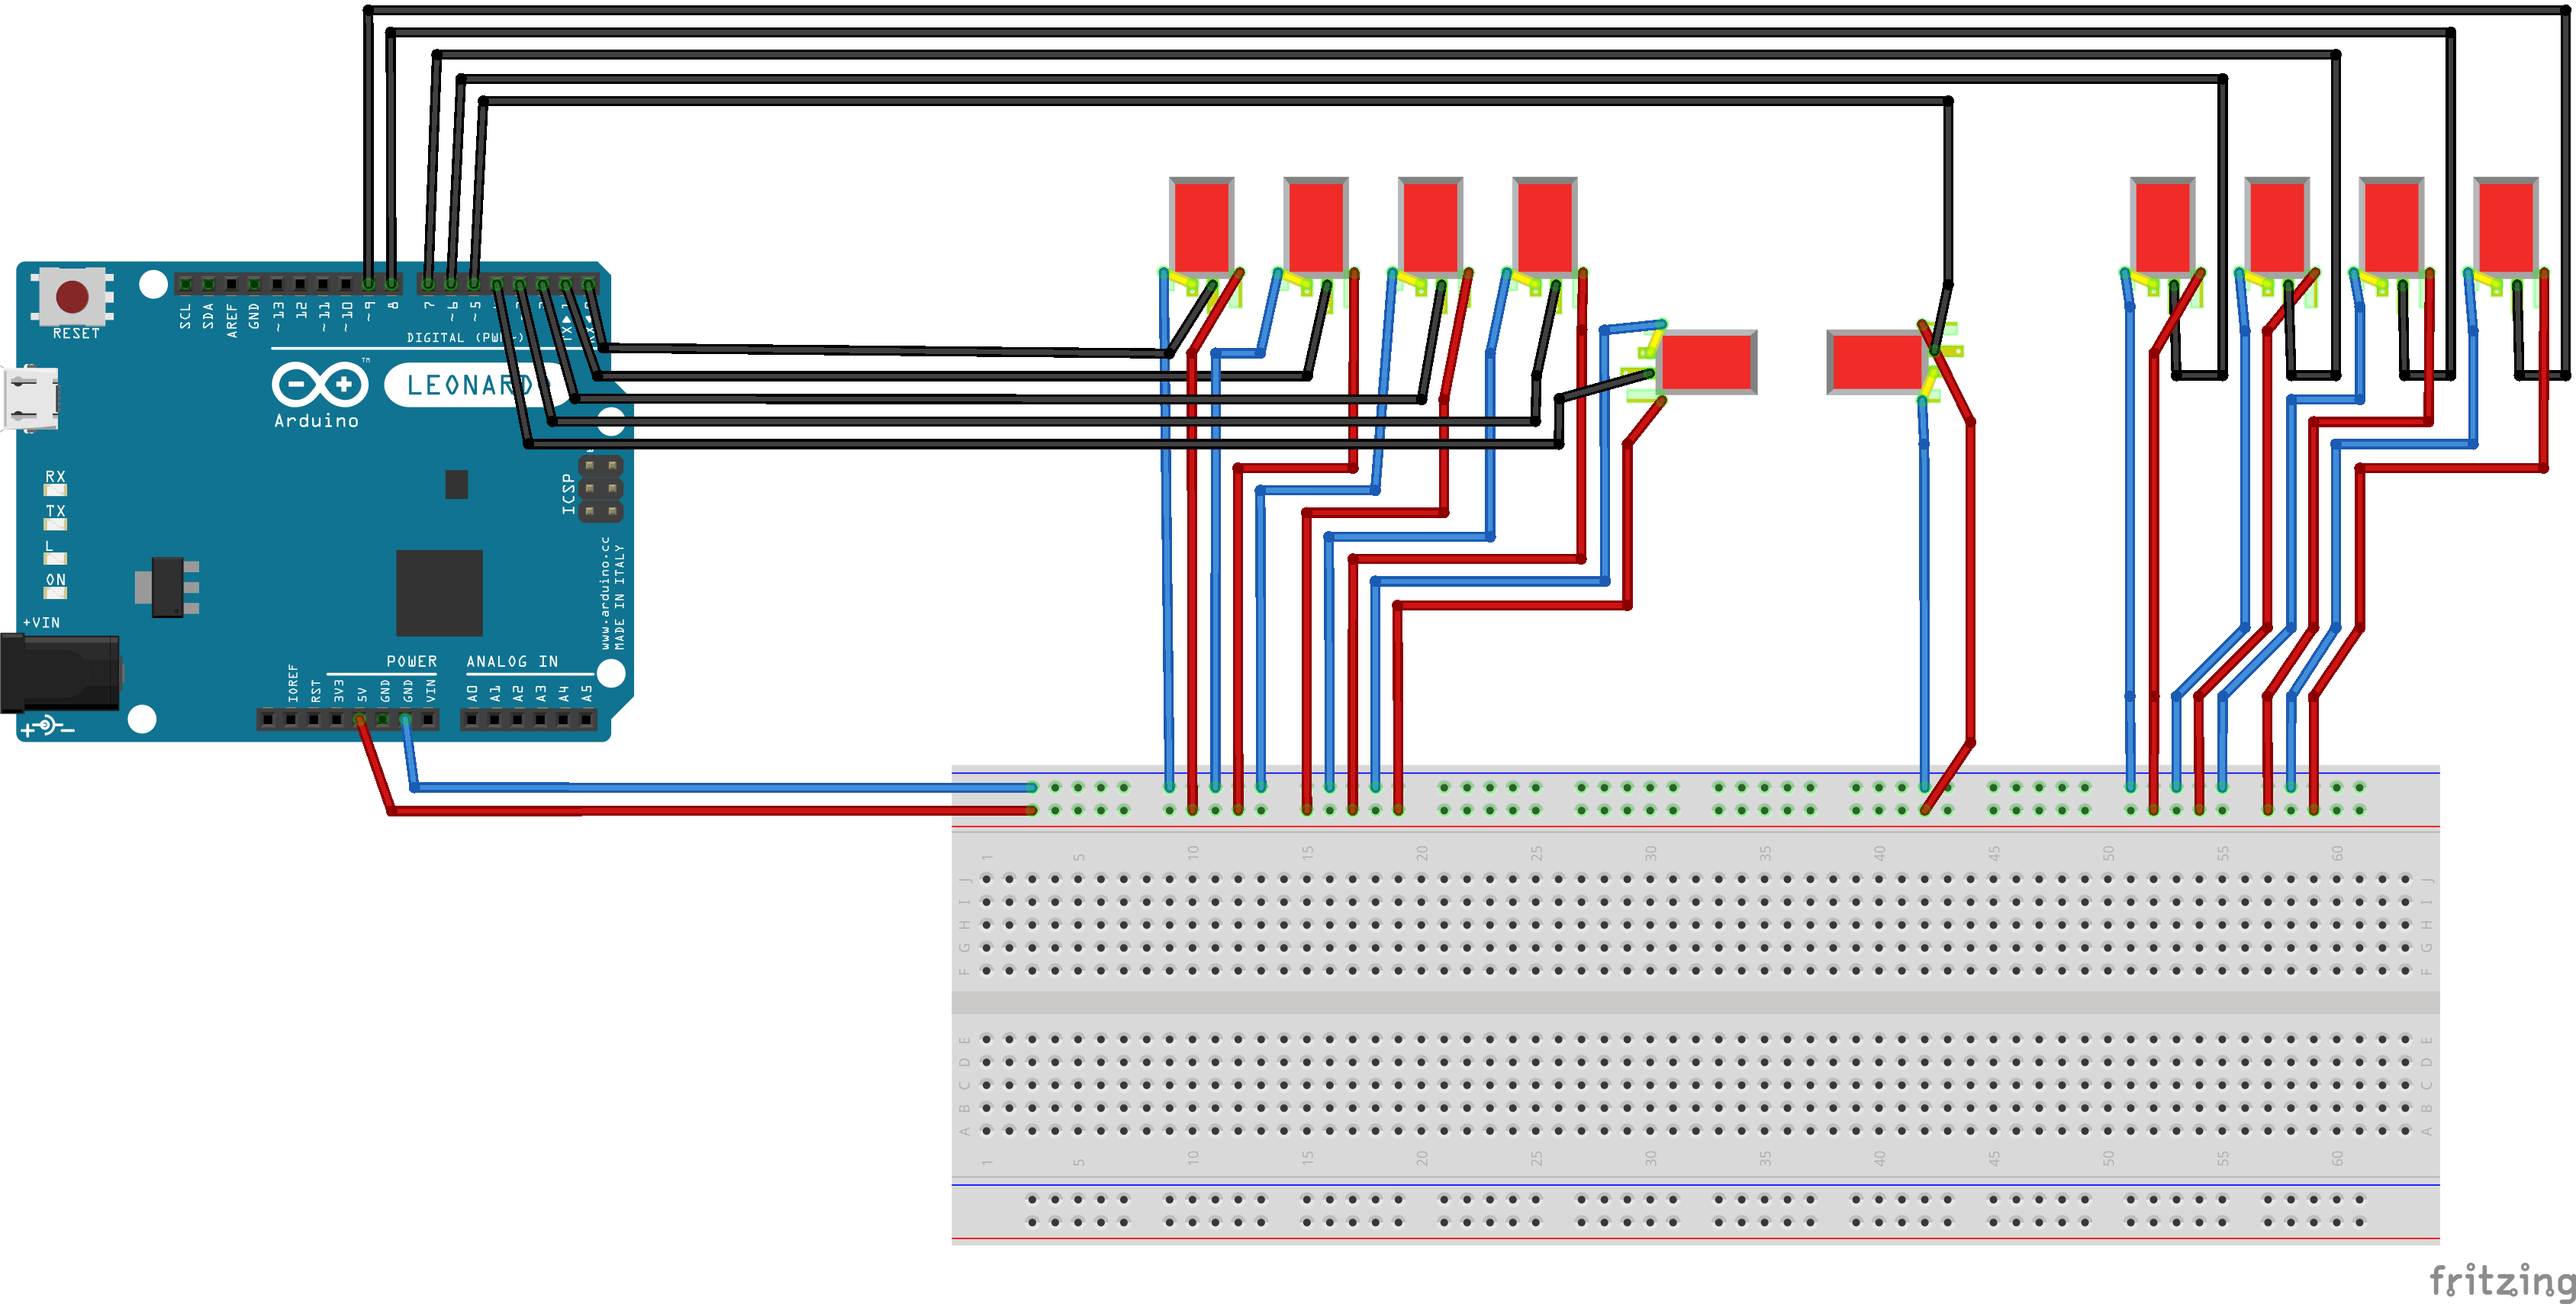 RESET
SCL
SDA
AREF
GND
~13
12
~11
~10
~9
8
7
~6
~5
DIGITAL (PWM~)
TM
LEONARDO
Arduino
RX
TX
L
ON
ICSP
www.arduino.cc
MADE IN ITALY
+VIN
POWER
ANALOG IN
IOREF
RST
3V3
5V
GND
GND
VIN
A0
A1
A2
A3
A4
A5
1 5 10 15 20 25 30 35 40 45 50 55 60
J J
I I
H H
G G
F F
E E
D D
C C
B B
A A
1 5 10 15 20 25 30 35 40 45 50 55 60
fritzing